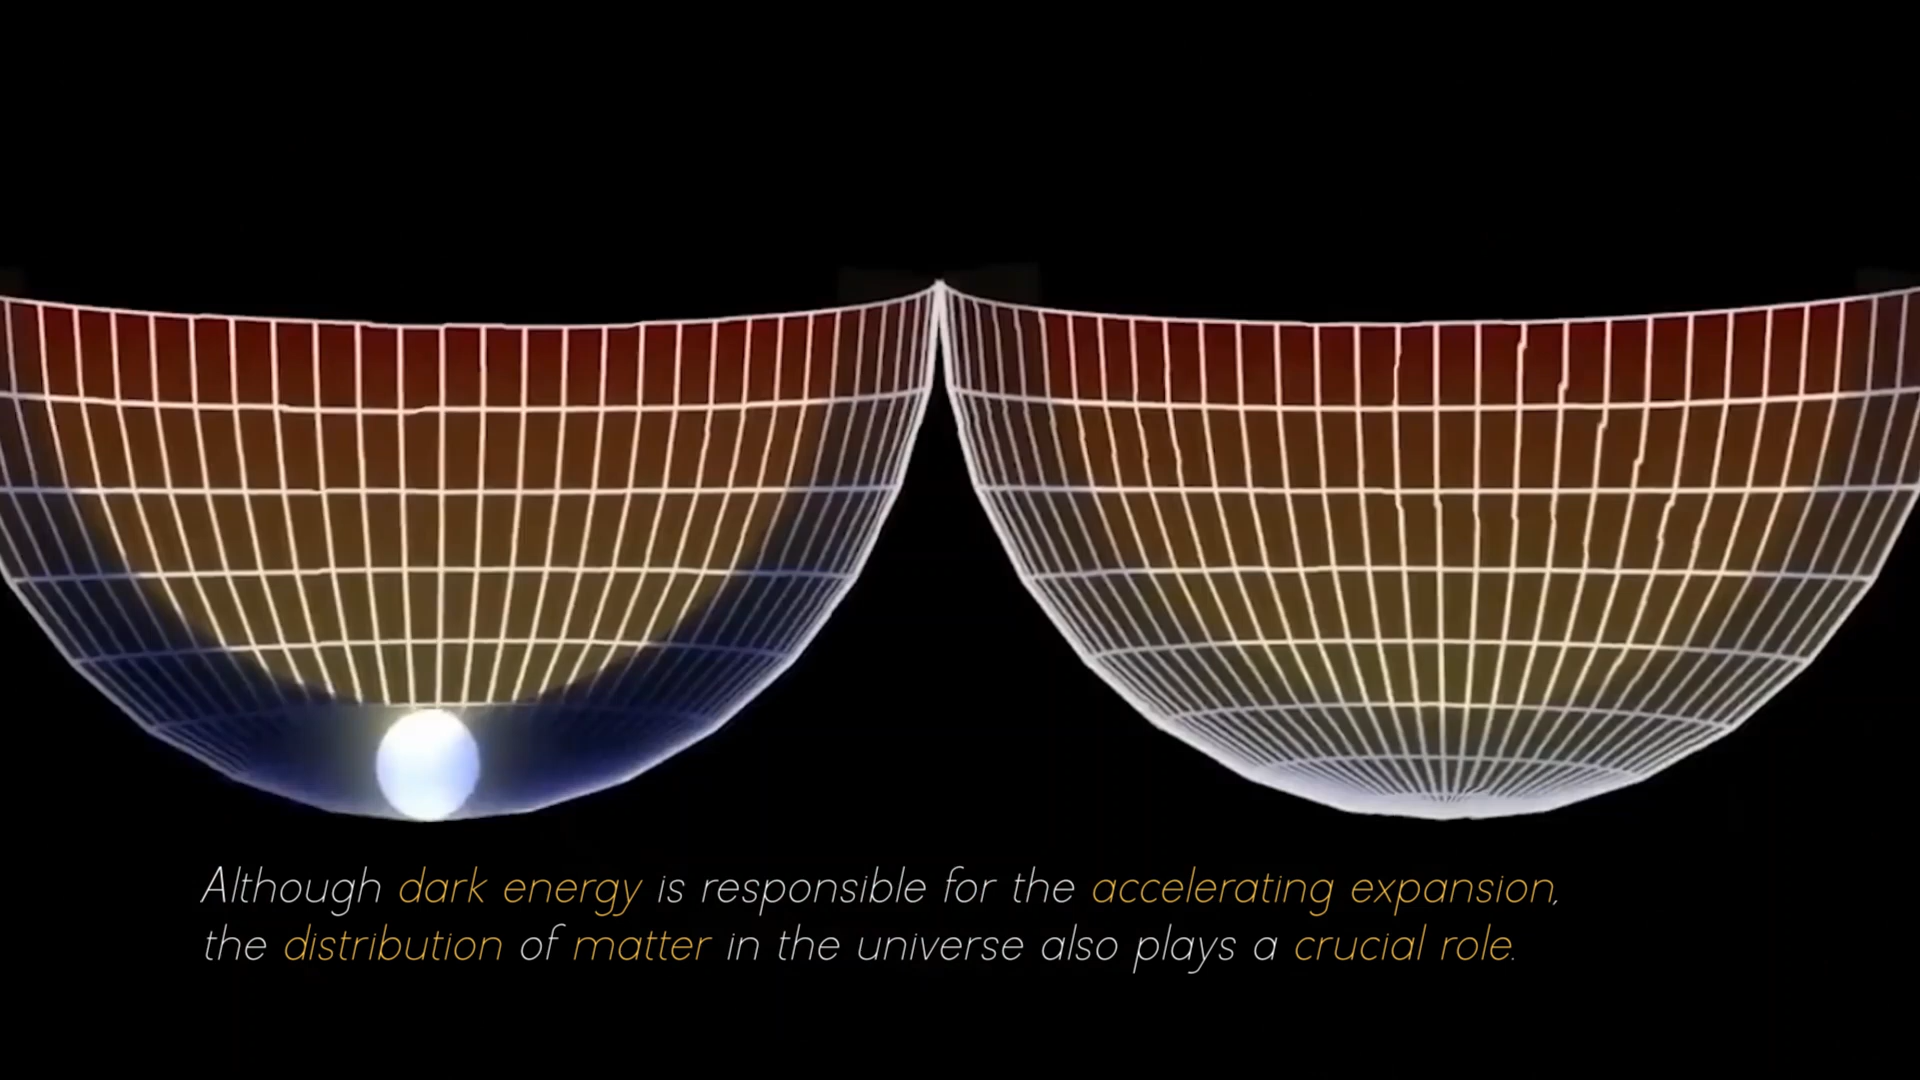 Although dark energy is responsible for the accelerating expansion,
the distribution of matter in the universe also plays a crucial role.